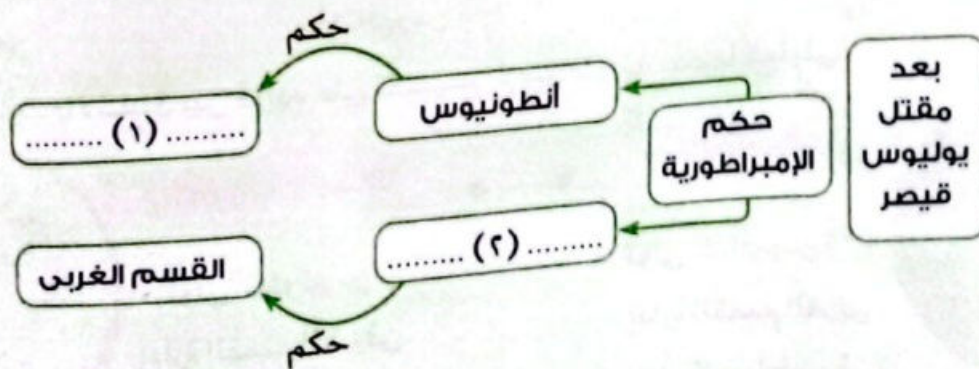 بعد
مقتل
يوليوس
قيصر
حكم
الإمبراطورية
أنطونيوس
حكم
......... (١) .........
......... (٢) .........
حكم
القسم الغربى